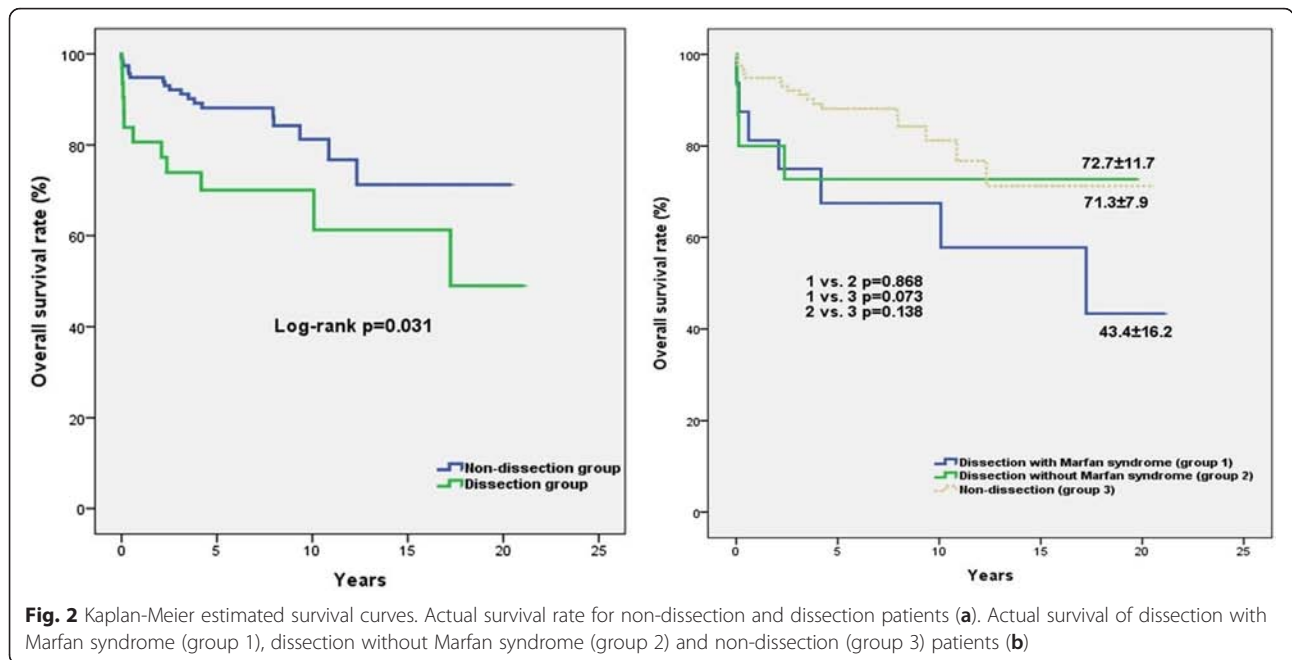 100
80
60
40
20
0
Overall survival rate (%)
Log-rank p=0.031
Non-dissection group
Dissection group
0 5 10 15 20 25
Years
100
80
60
40
20
0
Overall survival rate (%)
72.7±11.7
71.3±7.9
1 vs. 2 p=0.868
1 vs. 3 p=0.073
2 vs. 3 p=0.138
43.4±16.2
Dissection with Marfan syndrome (group 1)
Dissection without Marfan syndrome (group 2)
Non-dissection (group 3)
0 5 10 15 20 25
Years
Fig. 2 Kaplan-Meier estimated survival curves. Actual survival rate for non-dissection and dissection patients (a). Actual survival of dissection with
Marfan syndrome (group 1), dissection without Marfan syndrome (group 2) and non-dissection (group 3) patients (b)